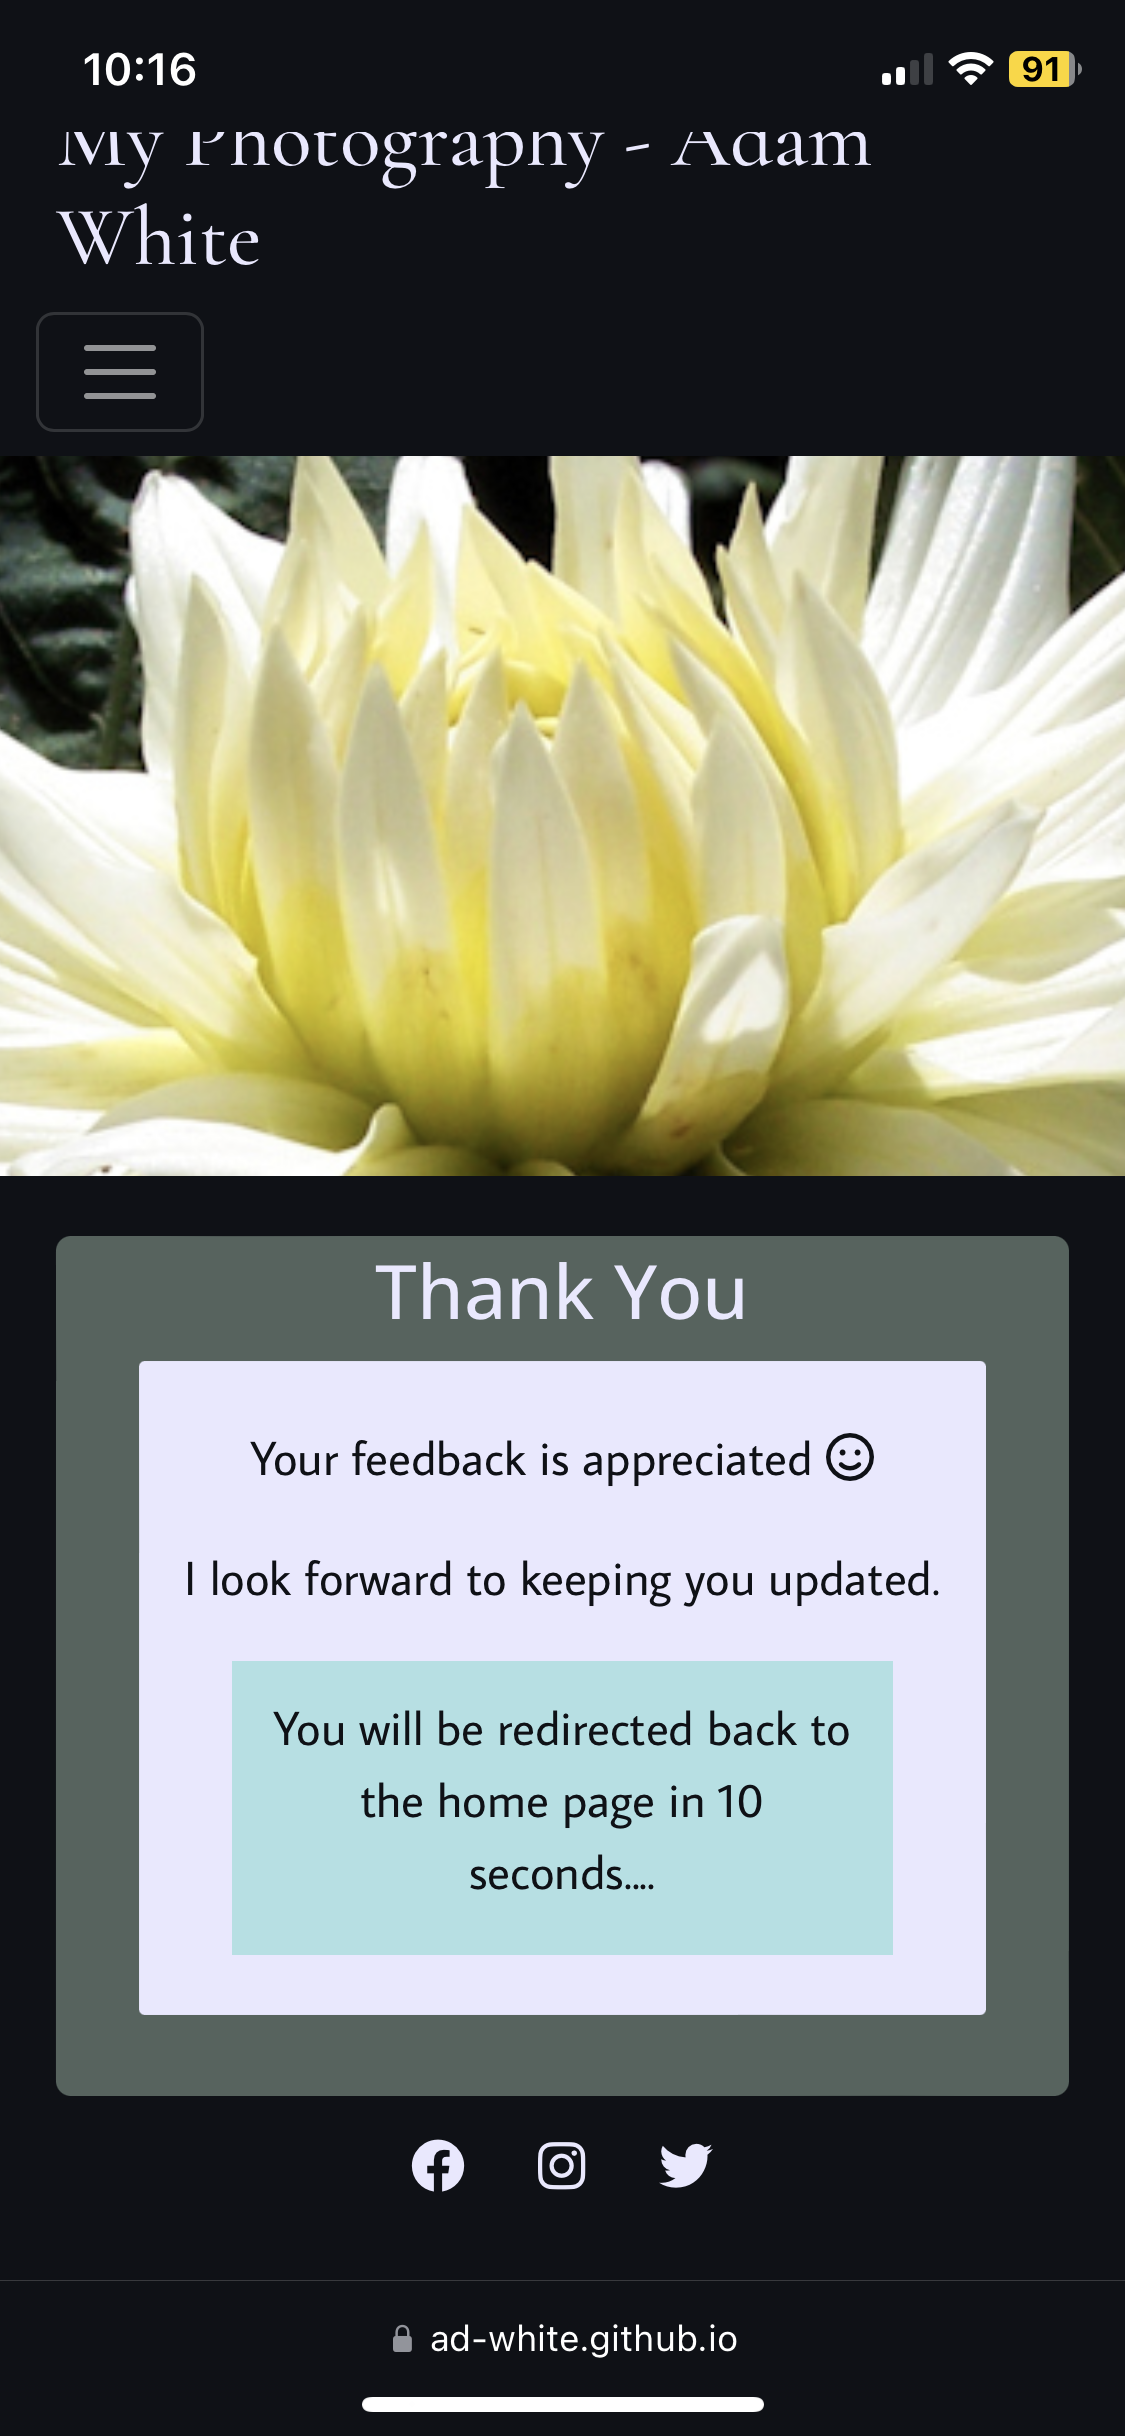 10:16
91
My Photography - Adam
White
Thank You
Your feedback is appreciated
I look forward to keeping you updated.
You will be redirected back to
the home page in 10
seconds....
ad-white.github.io